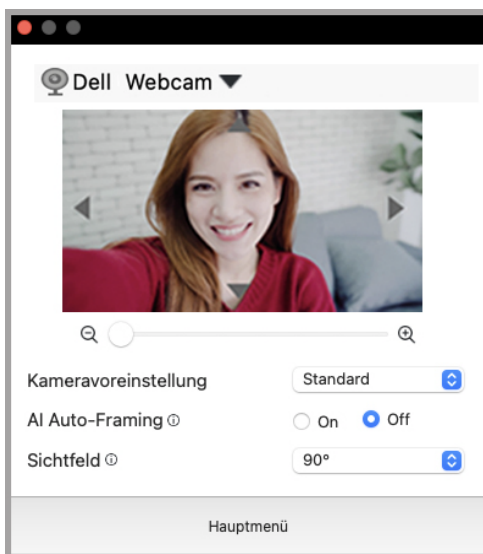 Dell Webcam
Kameravoreinstellung Standard
AI Auto-Framing On Off
Sichtfeld 90°
Hauptmenü